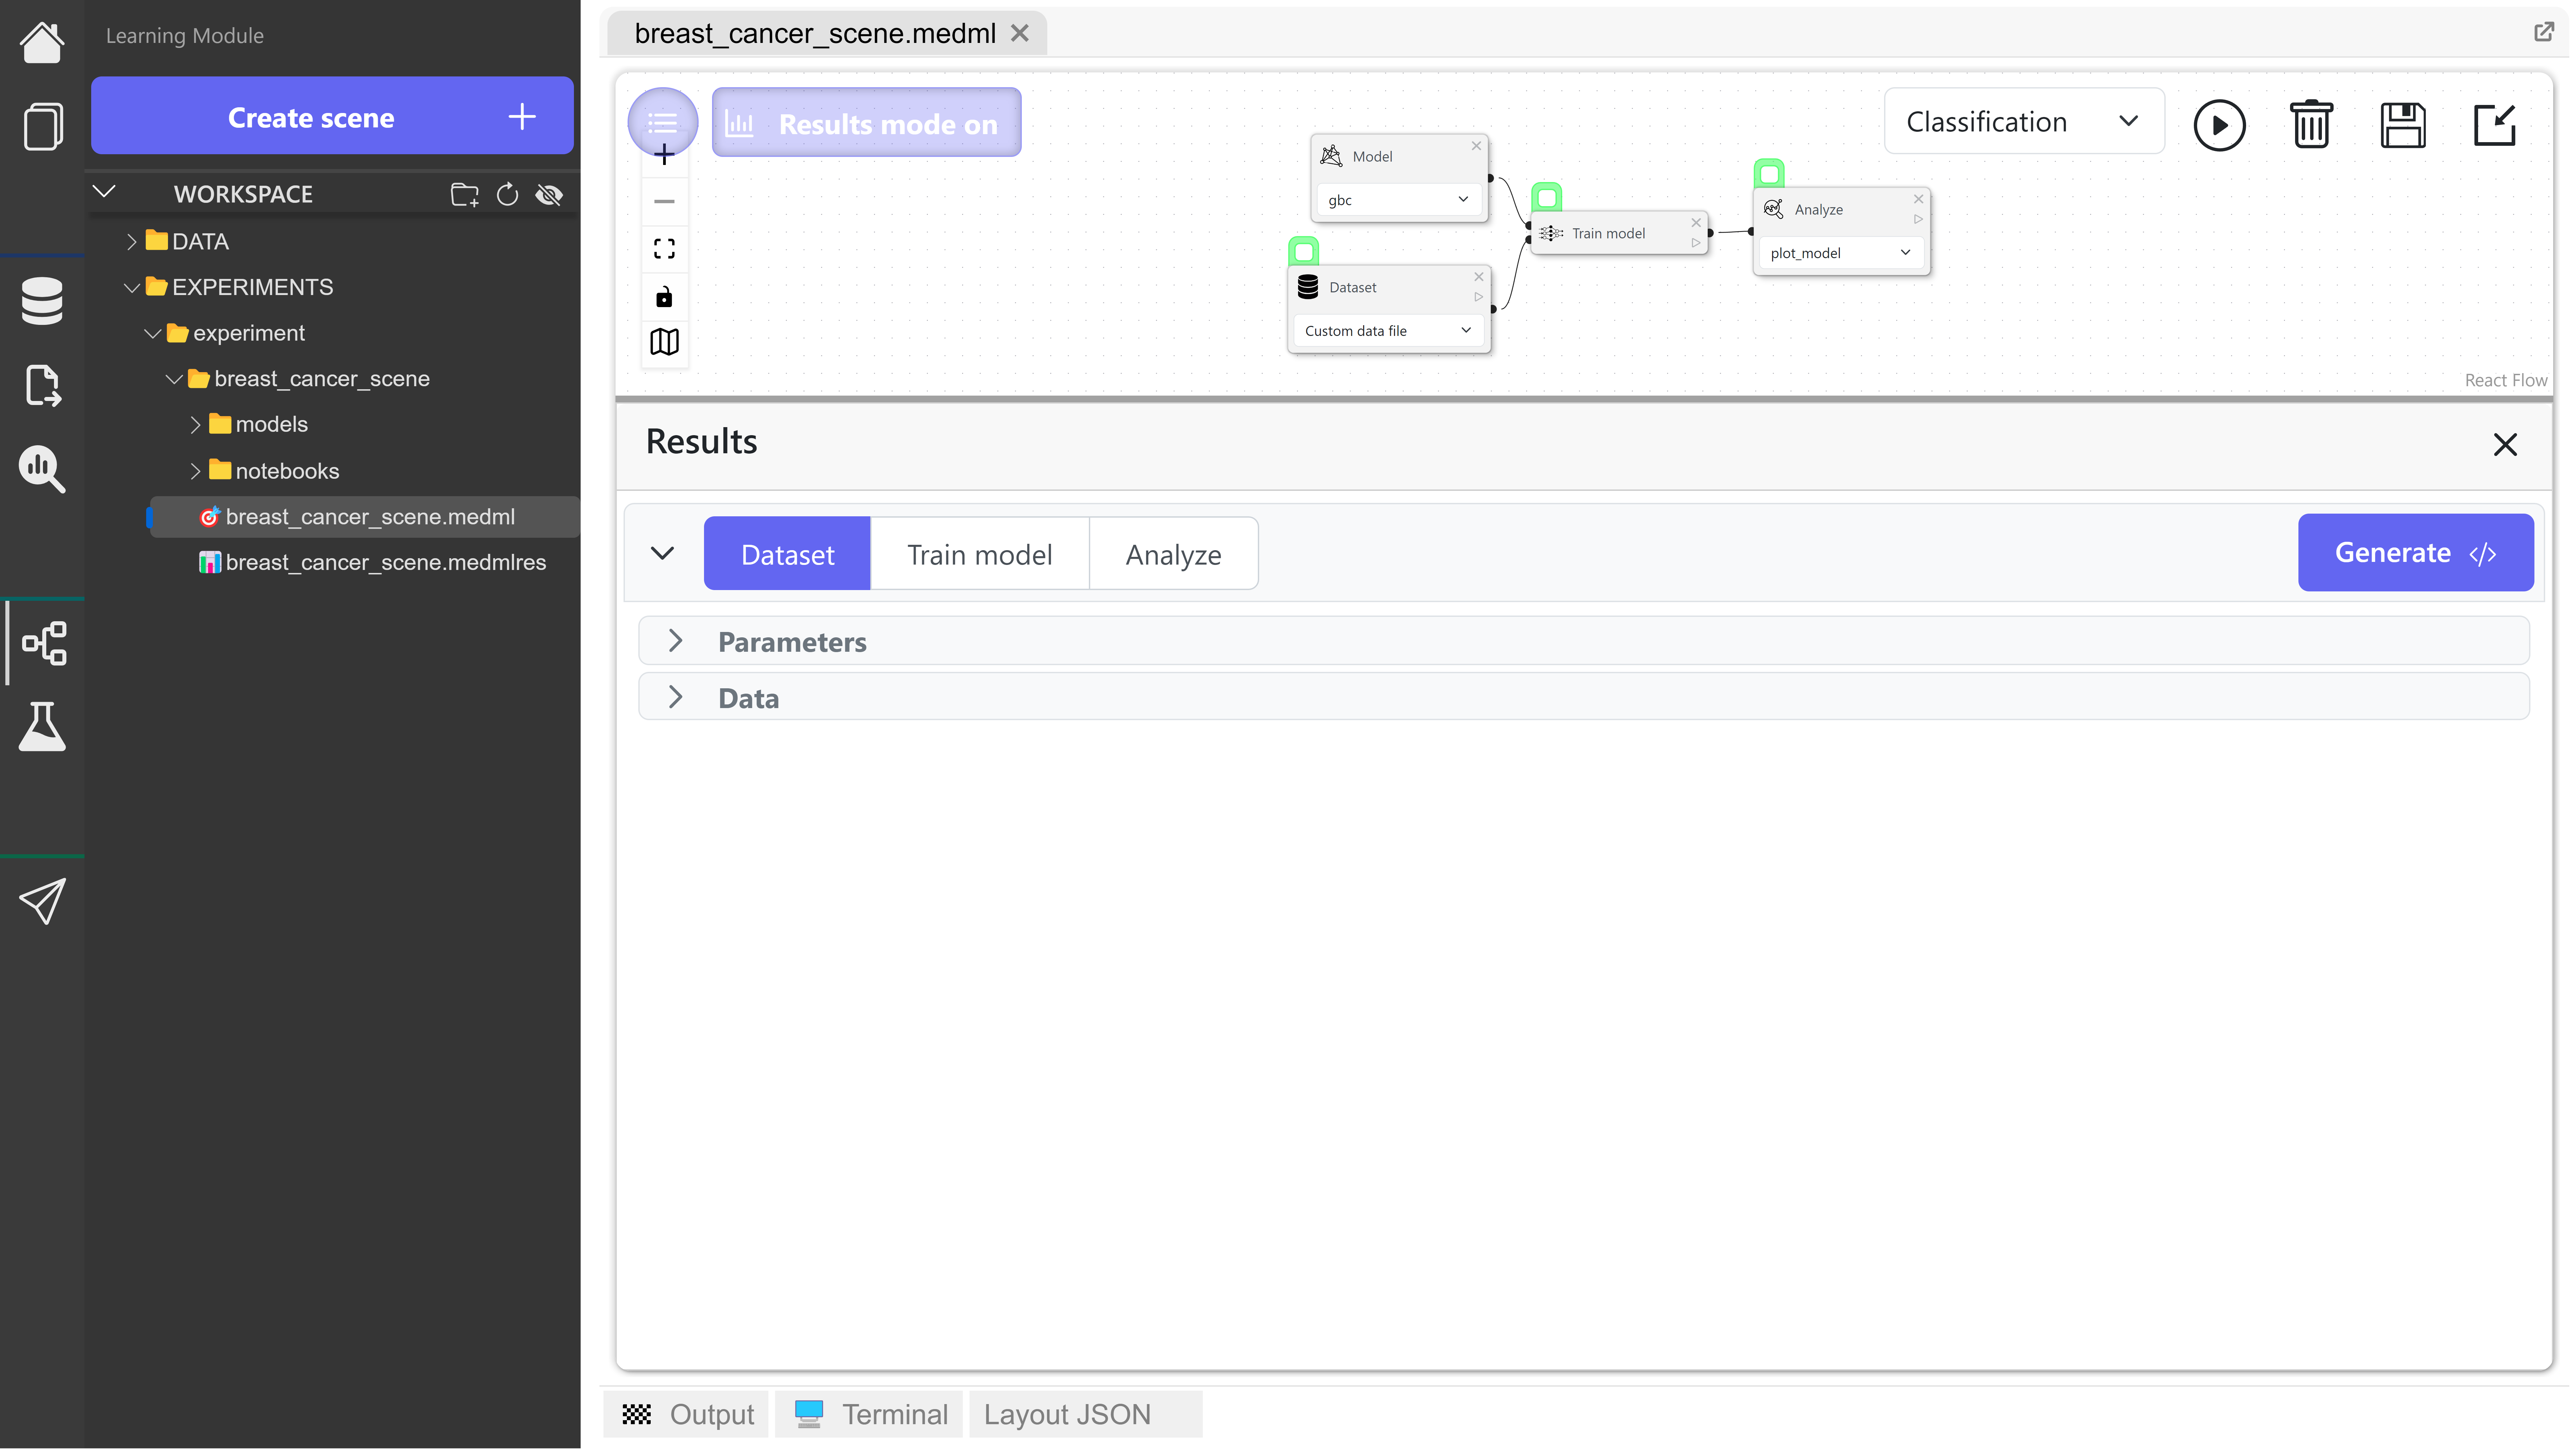 Learning Module
Create scene
WORKSPACE
DATA
EXPERIMENTS
experiment
breast_cancer_scene
models
notebooks
breast_cancer_scene.medml
breast_cancer_scene.medmlres
breast_cancer_scene.medml
Results mode on
Classification
Model
gbc
Dataset
Custom data file
Train model
Analyze
plot_model
React Flow
Results
Dataset
Train model
Analyze
Generate </>
Parameters
Data
Output
Terminal
Layout JSON